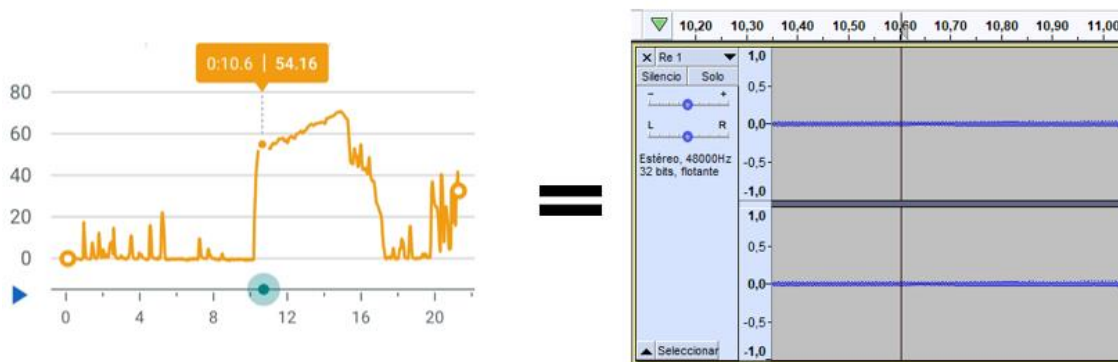 0:10.6 | 54.16
80
60
40
20
0
0 4 8 12 16 20
=
10,20 10,30 10,40 10,50 10,60 10,70 10,80 10,90 11,00
× Re 1
Silencio Solo
- +
L R
Estéreo, 48000Hz
32 bits, flotante
Seleccionar
1,0
0,5-
0,0-
-0,5-
-1,0
1,0
0,5-
0,0-
-0,5-
-1,0